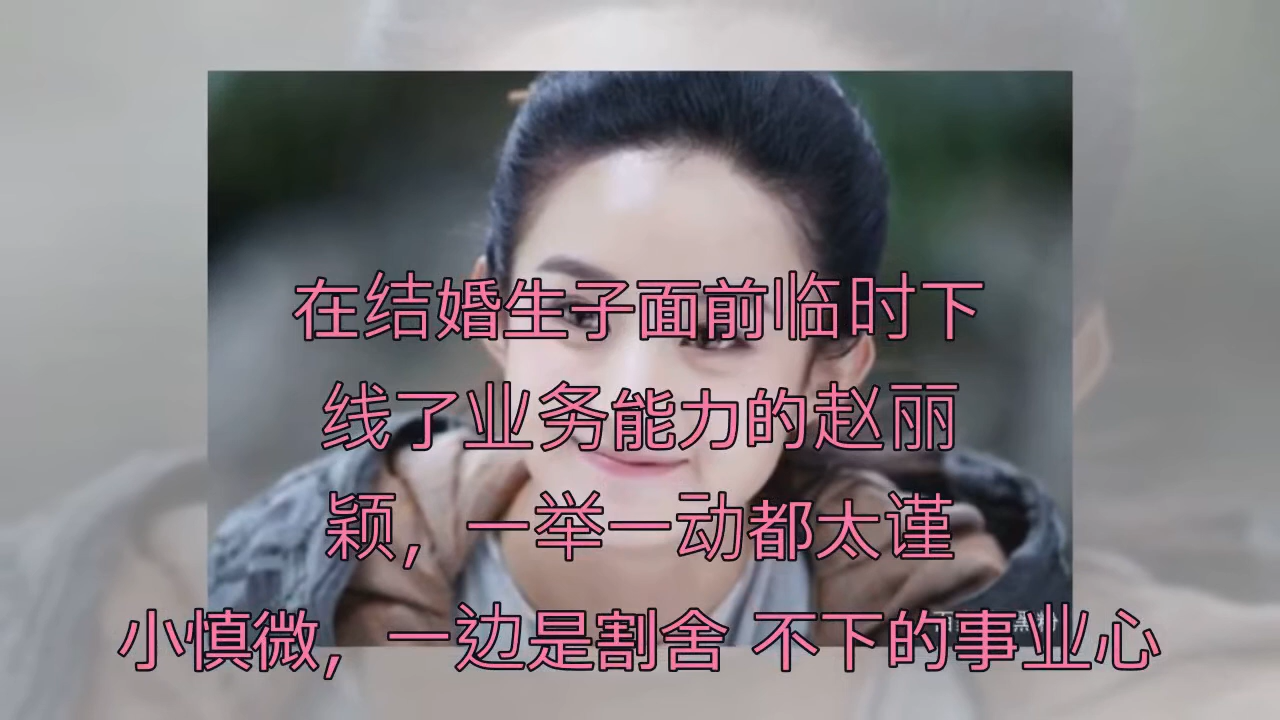 在结婚生子面前临时下
线了业务能力的赵丽
颖，一举一动都太谨
小慎微，一边是割舍 不下的事业心